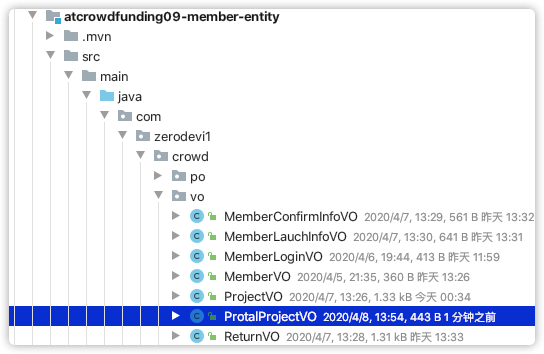 atcrowdfunding09-member-entity
.mvn
src
main
java
com
zerodevi1
crowd
po
vo
MemberConfirmInfoVO 2020/4/7, 13:29, 561 B 昨天 13:32
MemberLauchInfoVO 2020/4/7, 13:30, 641 B 昨天 13:31
MemberLoginVO 2020/4/6, 19:44, 413 B 昨天 11:59
MemberVO 2020/4/5, 21:35, 360 B 昨天 13:26
ProjectVO 2020/4/7, 13:26, 1.33 kB 今天 00:34
ProtalProjectVO 2020/4/8, 13:54, 443 B 1 分钟之前
ReturnVO 2020/4/7, 13:28, 1.31 kB 昨天 13:33